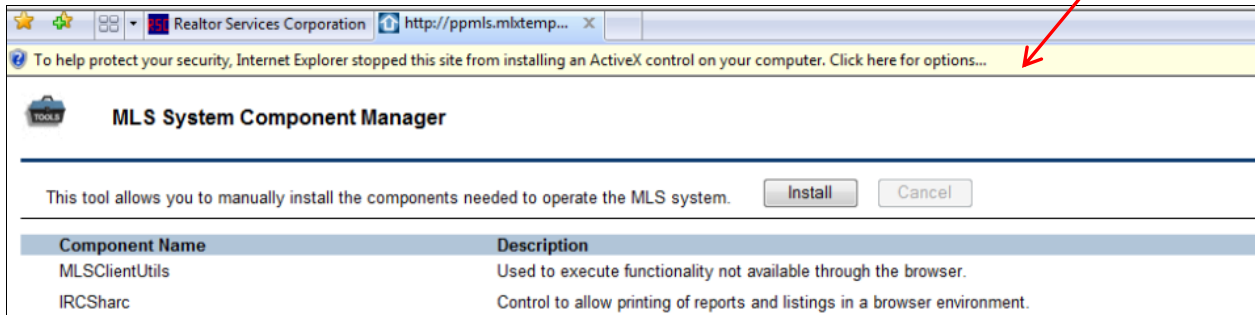 RSC Realtor Services Corporation http://ppmls.mlxtemp... X
To help protect your security, Internet Explorer stopped this site from installing an ActiveX control on your computer. Click here for options...
TOOLS MLS System Component Manager
This tool allows you to manually install the components needed to operate the MLS system. Install Cancel
Component Name Description
MLSClientUtils Used to execute functionality not available through the browser.
IRCSharc Control to allow printing of reports and listings in a browser environment.